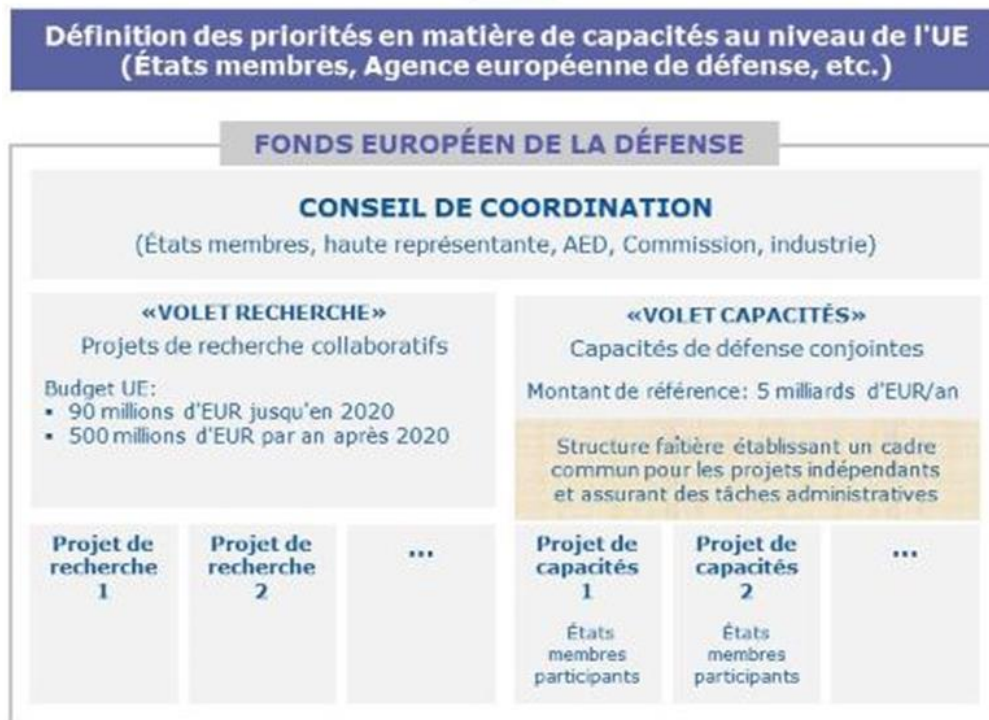 Définition des priorités en matière de capacités au niveau de l'UE
(États membres, Agence européenne de défense, etc.)
FONDS EUROPÉEN DE LA DÉFENSE
CONSEIL DE COORDINATION
(États membres, haute représentante, AED, Commission, industrie)
«VOLET RECHERCHE»
Projets de recherche collaboratifs
Budget UE:
▪ 90 millions d'EUR jusqu'en 2020
▪ 500 millions d'EUR par an après 2020
«VOLET CAPACITÉS»
Capacités de défense conjointes
Montant de référence: 5 milliards d'EUR/an
Structure faîtière établissant un cadre
commun pour les projets indépendants
et assurant des tâches administratives
Projet de
recherche
1
Projet de
recherche
2
...
Projet de
capacités
1
États
membres
participants
Projet de
capacités
2
États
membres
participants
...